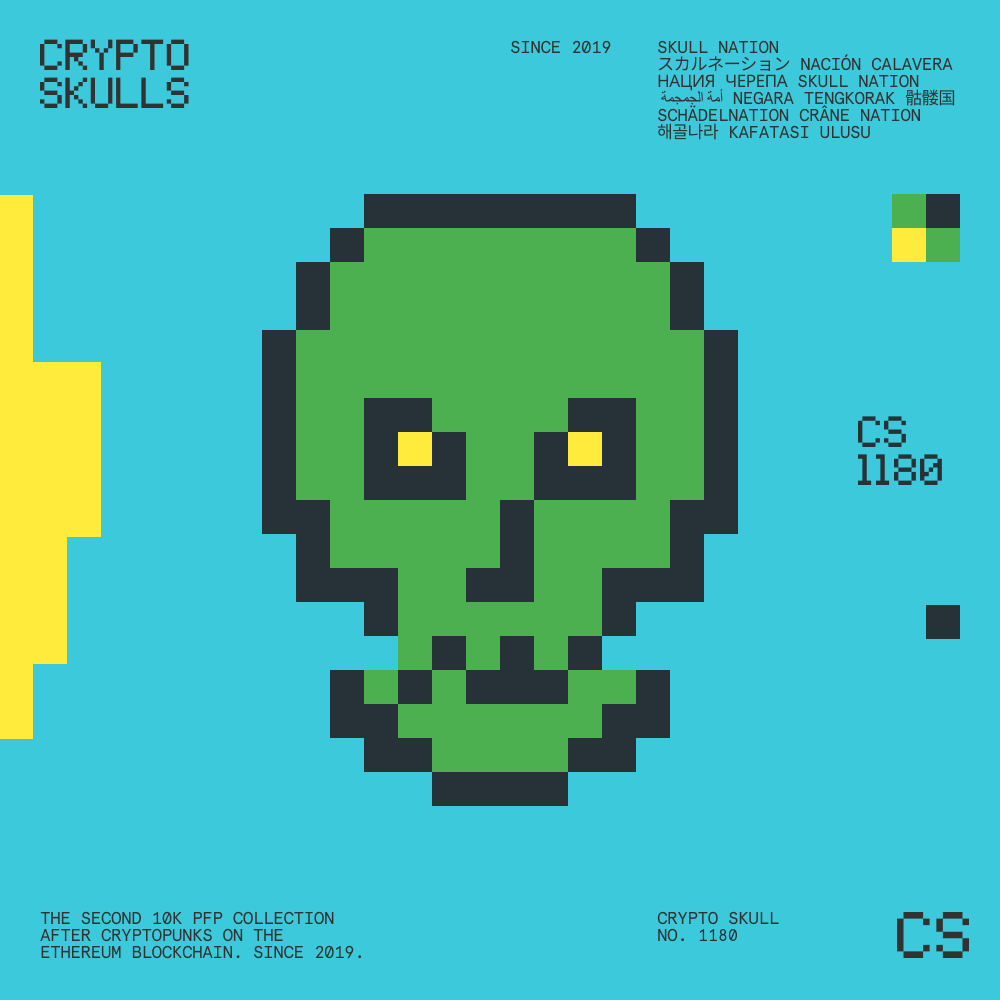 CRYPTO
SKULLS
SINCE 2019
SKULL NATION
スカルネーション NACIÓN CALAVERA
НАЦИЯ ЧЕРЕПА SKULL NATION
أمة الجمجمة NEGARA TENGKORAK 骷髅国
SCHÄDELNATION CRÂNE NATION
해골나라 KAFATASI ULUSU
CS
1180
THE SECOND 10K PFP COLLECTION
AFTER CRYPTOPUNKS ON THE
ETHEREUM BLOCKCHAIN. SINCE 2019.
CRYPTO SKULL
NO. 1180
CS